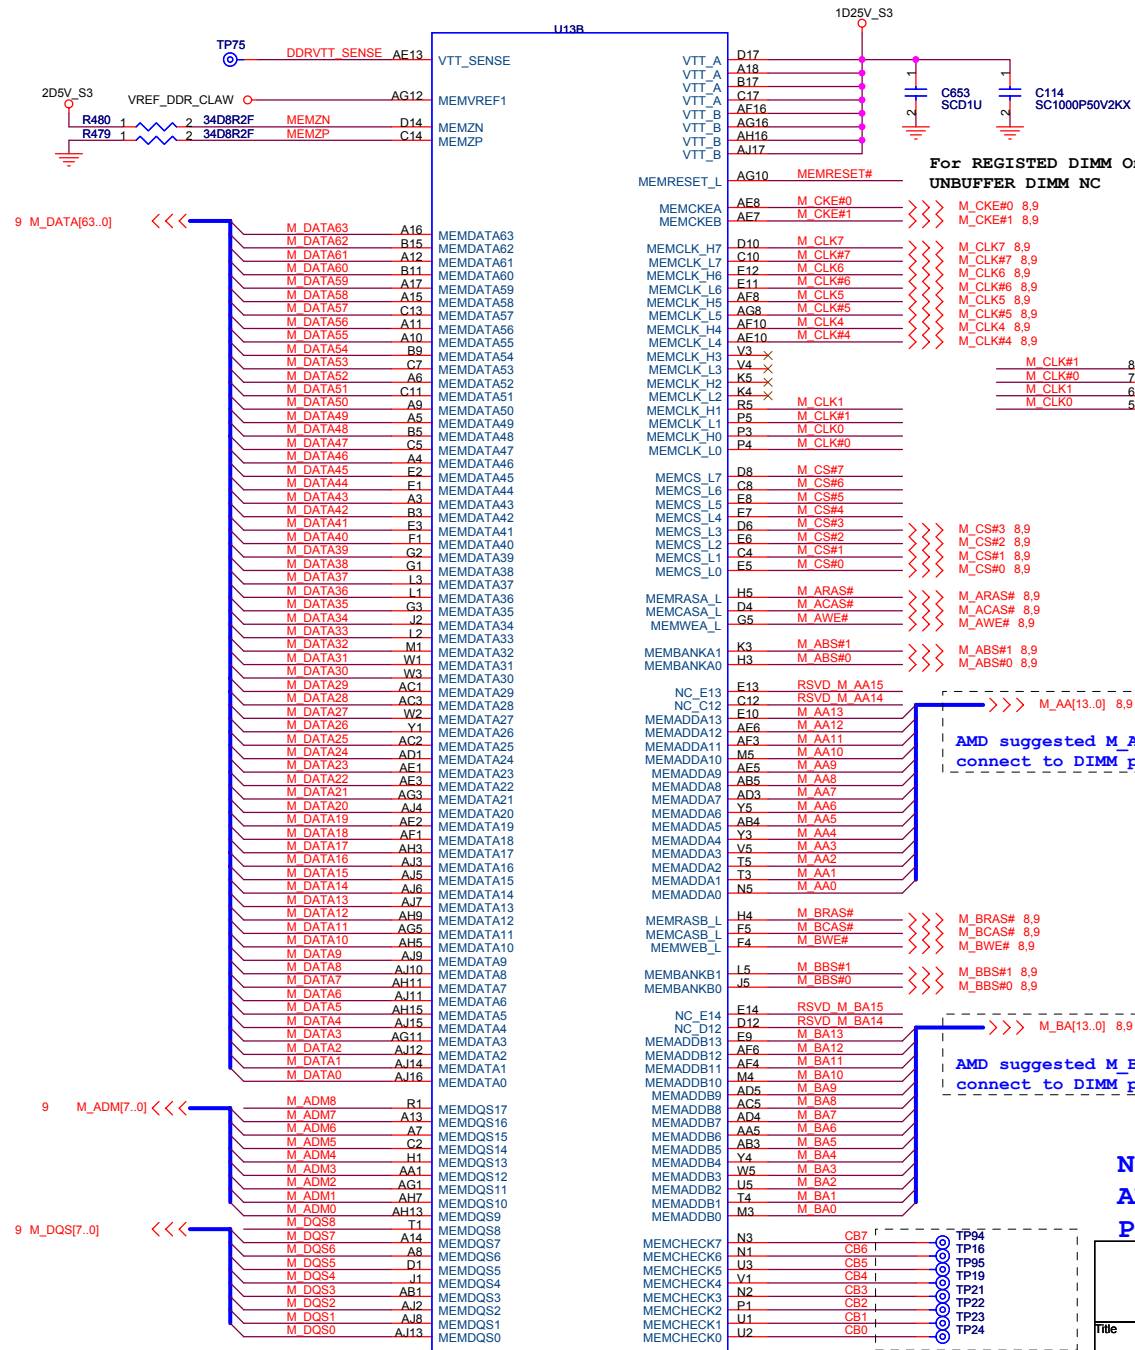 1D25V_S3
U13B
TP75
DDRVTT_SENSE AE13 VTT_SENSE
2D5V_S3
VREF_DDR_CLAW AG12 MEMVREF1
R480 1 2 34D8R2F MEMZN D14 MEMZN
R479 1 2 34D8R2F MEMZP C14 MEMZP
VTT_A D17
VTT_A A18
VTT_A B17
VTT_A C17
VTT_B AF16
VTT_B AG16
VTT_B AH16
VTT_B AJ17
1 2 C653 SCD1U
1 2 C114 SC1000P50V2KX
For REGISTED DIMM
UNBUFFER DIMM NC
MEMRESET_L AG10 MEMRESET#
MEMCKEA AE8 M_CKE#0 M_CKE#0 8,9
MEMCKEB AE7 M_CKE#1 M_CKE#1 8,9
MEMCLK_H7 D10 M_CLK7 M_CLK7 8,9
MEMCLK_L7 C10 M_CLK#7 M_CLK#7 8,9
MEMCLK_H6 E12 M_CLK6 M_CLK6 8,9
MEMCLK_L6 E11 M_CLK#6 M_CLK#6 8,9
MEMCLK_H5 AF8 M_CLK5 M_CLK5 8,9
MEMCLK_L5 AG8 M_CLK#5 M_CLK#5 8,9
MEMCLK_H4 AF10 M_CLK4 M_CLK4 8,9
MEMCLK_L4 AE10 M_CLK#4 M_CLK#4 8,9
MEMCLK_H3 V3
MEMCLK_L3 V4
MEMCLK_H2 K5
MEMCLK_L2 K4
MEMCLK_H1 R5 M_CLK1
MEMCLK_L1 P5 M_CLK#1
MEMCLK_H0 P3 M_CLK0
MEMCLK_L0 P4 M_CLK#0
M_CLK#1 8
M_CLK#0 7
M_CLK1 6
M_CLK0 5
MEMCS_L7 D8 M_CS#7
MEMCS_L6 C8 M_CS#6
MEMCS_L5 E8 M_CS#5
MEMCS_L4 E7 M_CS#4
MEMCS_L3 D6 M_CS#3 M_CS#3 8,9
MEMCS_L2 E6 M_CS#2 M_CS#2 8,9
MEMCS_L1 C4 M_CS#1 M_CS#1 8,9
MEMCS_L0 E5 M_CS#0 M_CS#0 8,9
MEMRASA_L H5 M_ARAS# M_ARAS# 8,9
MEMCASA_L D4 M_ACAS# M_ACAS# 8,9
MEMWEA_L G5 M_AWE# M_AWE# 8,9
MEMBANKA1 K3 M_ABS#1 M_ABS#1 8,9
MEMBANKA0 H3 M_ABS#0 M_ABS#0 8,9
NC_E13 E13 RSVD_M_AA15
NC_C12 C12 RSVD_M_AA14
MEMADDA13 E10 M_AA13
MEMADDA12 AE6 M_AA12
MEMADDA11 AF3 M_AA11
MEMADDA10 M5 M_AA10
MEMADDA9 AE5 M_AA9
MEMADDA8 AB5 M_AA8
MEMADDA7 AD3 M_AA7
MEMADDA6 Y5 M_AA6
MEMADDA5 AB4 M_AA5
MEMADDA4 Y3 M_AA4
MEMADDA3 V5 M_AA3
MEMADDA2 T5 M_AA2
MEMADDA1 T3 M_AA1
MEMADDA0 N5 M_AA0
M_AA[13..0] 8,9
AMD suggested
connect to DIMM
MEMRASB_L H4 M_BRAS# M_BRAS# 8,9
MEMCASB_L F5 M_BCAS# M_BCAS# 8,9
MEMWEB_L F4 M_BWE# M_BWE# 8,9
MEMBANKB1 L5 M_BBS#1 M_BBS#1 8,9
MEMBANKB0 J5 M_BBS#0 M_BBS#0 8,9
NC_E14 E14 RSVD_M_BA15
NC_D12 D12 RSVD_M_BA14
MEMADDB13 E9 M_BA13
MEMADDB12 AF6 M_BA12
MEMADDB11 AF4 M_BA11
MEMADDB10 M4 M_BA10
MEMADDB9 AD5 M_BA9
MEMADDB8 AC5 M_BA8
MEMADDB7 AD4 M_BA7
MEMADDB6 AA5 M_BA6
MEMADDB5 AB3 M_BA5
MEMADDB4 Y4 M_BA4
MEMADDB3 W5 M_BA3
MEMADDB2 U5 M_BA2
MEMADDB1 T4 M_BA1
MEMADDB0 M3 M_BA0
M_BA[13..0] 8,9
AMD suggested
connect to DIMM
MEMCHECK7 N3 CB7 TP94
MEMCHECK6 N1 CB6 TP16
MEMCHECK5 U3 CB5 TP95
MEMCHECK4 V1 CB4 TP19
MEMCHECK3 N2 CB3 TP21
MEMCHECK2 P1 CB2 TP22
MEMCHECK1 U1 CB1 TP23
MEMCHECK0 U2 CB0 TP24
Title
9 M_DATA[63..0]
M_DATA63 A16 MEMDATA63
M_DATA62 B15 MEMDATA62
M_DATA61 A12 MEMDATA61
M_DATA60 B11 MEMDATA60
M_DATA59 A17 MEMDATA59
M_DATA58 A15 MEMDATA58
M_DATA57 C13 MEMDATA57
M_DATA56 A11 MEMDATA56
M_DATA55 A10 MEMDATA55
M_DATA54 B9 MEMDATA54
M_DATA53 C7 MEMDATA53
M_DATA52 A6 MEMDATA52
M_DATA51 C11 MEMDATA51
M_DATA50 A9 MEMDATA50
M_DATA49 A5 MEMDATA49
M_DATA48 B5 MEMDATA48
M_DATA47 C5 MEMDATA47
M_DATA46 A4 MEMDATA46
M_DATA45 E2 MEMDATA45
M_DATA44 E1 MEMDATA44
M_DATA43 A3 MEMDATA43
M_DATA42 B3 MEMDATA42
M_DATA41 E3 MEMDATA41
M_DATA40 F1 MEMDATA40
M_DATA39 G2 MEMDATA39
M_DATA38 G1 MEMDATA38
M_DATA37 L3 MEMDATA37
M_DATA36 L1 MEMDATA36
M_DATA35 G3 MEMDATA35
M_DATA34 J2 MEMDATA34
M_DATA33 L2 MEMDATA33
M_DATA32 M1 MEMDATA32
M_DATA31 W1 MEMDATA31
M_DATA30 W3 MEMDATA30
M_DATA29 AC1 MEMDATA29
M_DATA28 AC3 MEMDATA28
M_DATA27 W2 MEMDATA27
M_DATA26 Y1 MEMDATA26
M_DATA25 AC2 MEMDATA25
M_DATA24 AD1 MEMDATA24
M_DATA23 AE1 MEMDATA23
M_DATA22 AE3 MEMDATA22
M_DATA21 AG3 MEMDATA21
M_DATA20 AJ4 MEMDATA20
M_DATA19 AE2 MEMDATA19
M_DATA18 AF1 MEMDATA18
M_DATA17 AH3 MEMDATA17
M_DATA16 AJ3 MEMDATA16
M_DATA15 AJ5 MEMDATA15
M_DATA14 AJ6 MEMDATA14
M_DATA13 AJ7 MEMDATA13
M_DATA12 AH9 MEMDATA12
M_DATA11 AG5 MEMDATA11
M_DATA10 AH5 MEMDATA10
M_DATA9 AJ9 MEMDATA9
M_DATA8 AJ10 MEMDATA8
M_DATA7 AH11 MEMDATA7
M_DATA6 AJ11 MEMDATA6
M_DATA5 AH15 MEMDATA5
M_DATA4 AJ15 MEMDATA4
M_DATA3 AG11 MEMDATA3
M_DATA2 AJ12 MEMDATA2
M_DATA1 AJ14 MEMDATA1
M_DATA0 AJ16 MEMDATA0
9 M_ADM[7..0]
M_ADM8 R1 MEMDQS17
M_ADM7 A13 MEMDQS16
M_ADM6 A7 MEMDQS15
M_ADM5 C2 MEMDQS14
M_ADM4 H1 MEMDQS13
M_ADM3 AA1 MEMDQS12
M_ADM2 AG1 MEMDQS11
M_ADM1 AH7 MEMDQS10
M_ADM0 AH13 MEMDQS9
9 M_DQS[7..0]
M_DQS8 T1 MEMDQS8
M_DQS7 A14 MEMDQS7
M_DQS6 A8 MEMDQS6
M_DQS5 D1 MEMDQS5
M_DQS4 J1 MEMDQS4
M_DQS3 AB1 MEMDQS3
M_DQS2 AJ2 MEMDQS2
M_DQS1 AJ8 MEMDQS1
M_DQS0 AJ13 MEMDQS0